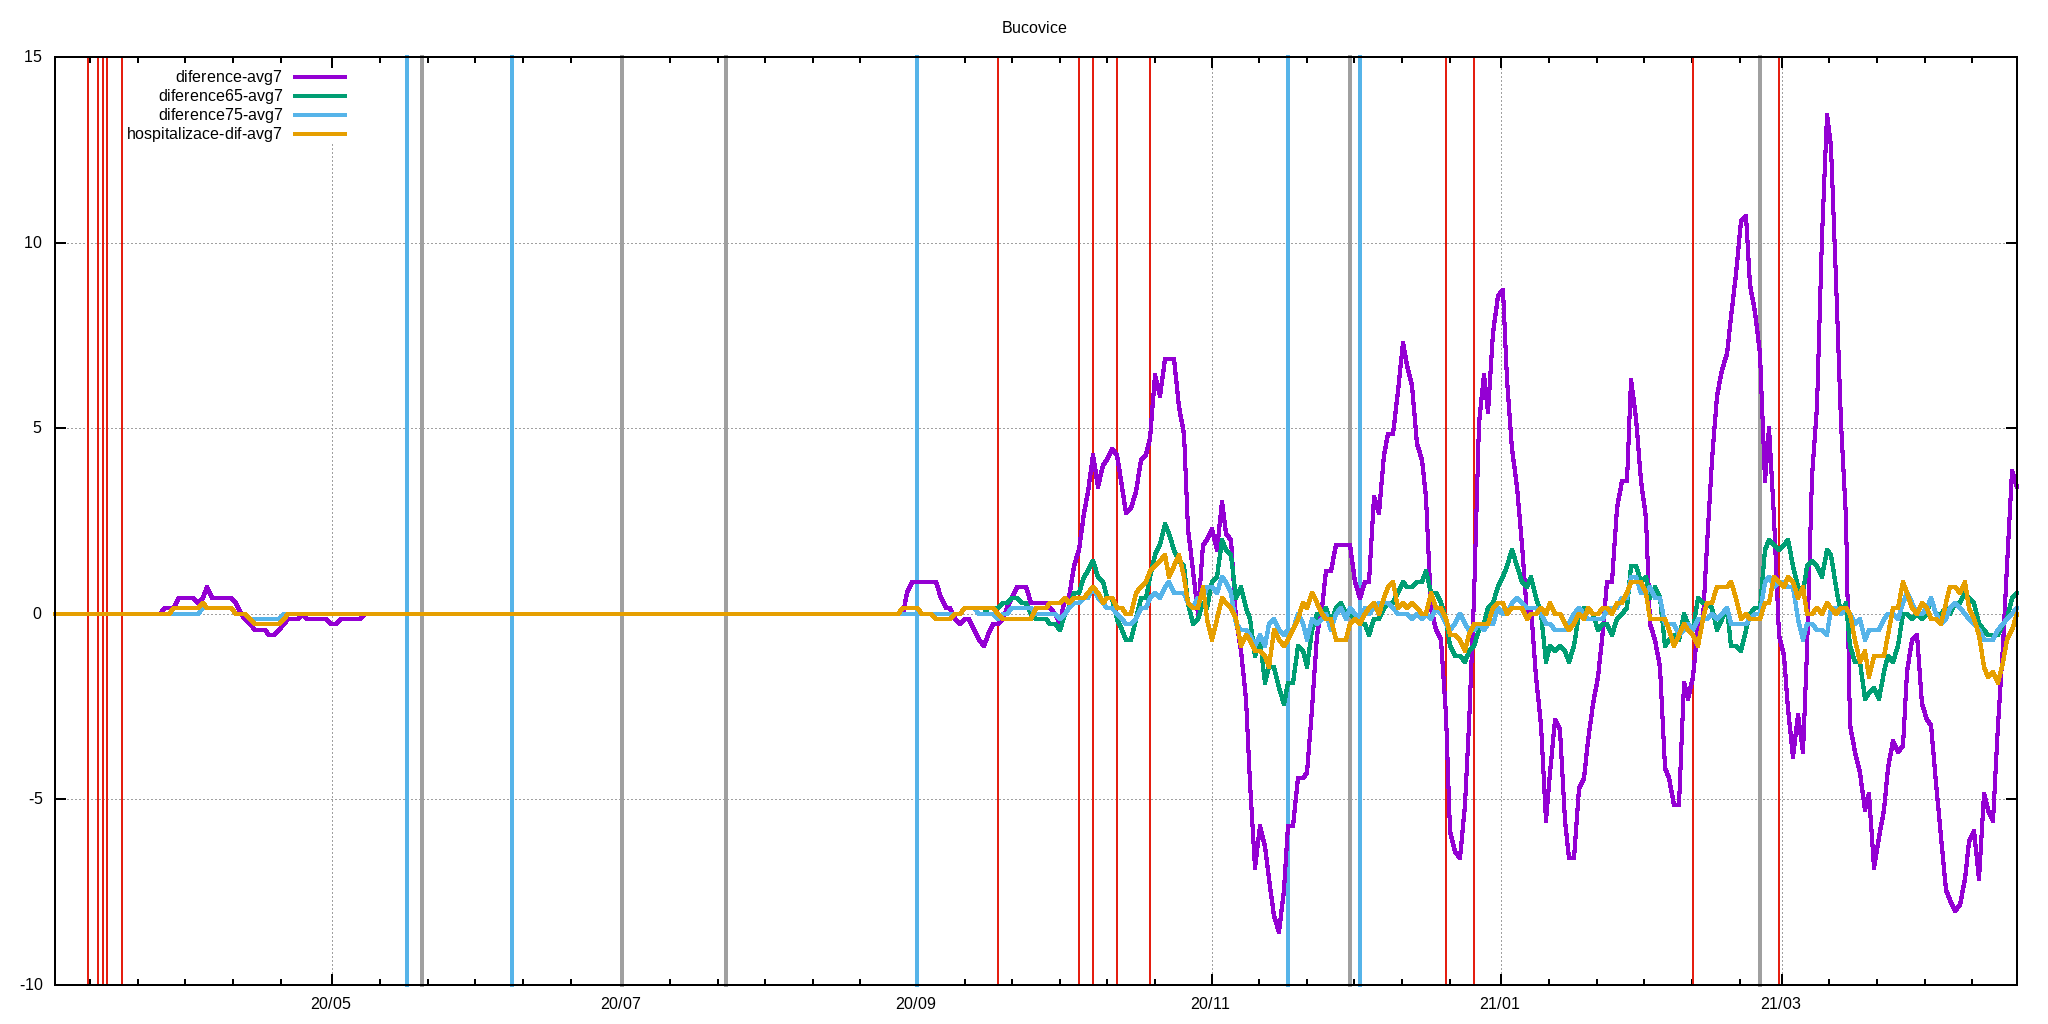 Bucovice
15
diference-avg7
diference65-avg7
diference75-avg7
hospitalizace-dif-avg7
10
5
0
-5
-10
20/05 20/07 20/09 20/11 21/01 21/03